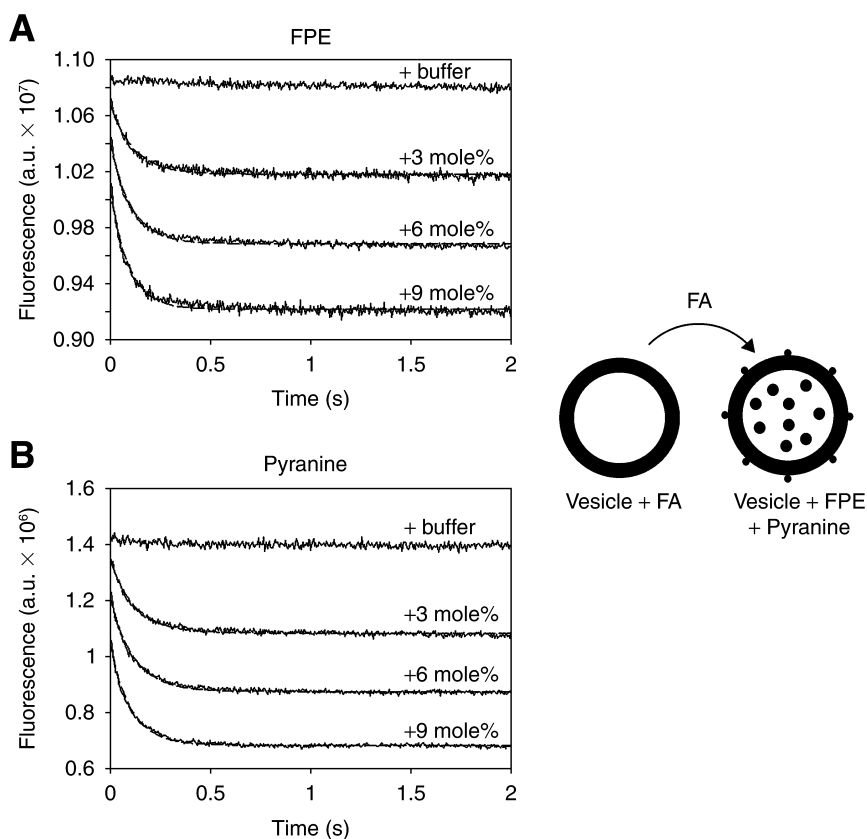 A
FPE
Fluorescence (a.u. × 10⁷)
1.10
1.06
1.02
0.98
0.94
0.90
+ buffer
+3 mole%
+6 mole%
+9 mole%
0 0.5 1 1.5 2
Time (s)
B
Pyranine
Fluorescence (a.u. × 10⁶)
1.6
1.4
1.2
1
0.8
0.6
+ buffer
+3 mole%
+6 mole%
+9 mole%
0 0.5 1 1.5 2
Time (s)
FA
Vesicle + FA
Vesicle + FPE
+ Pyranine